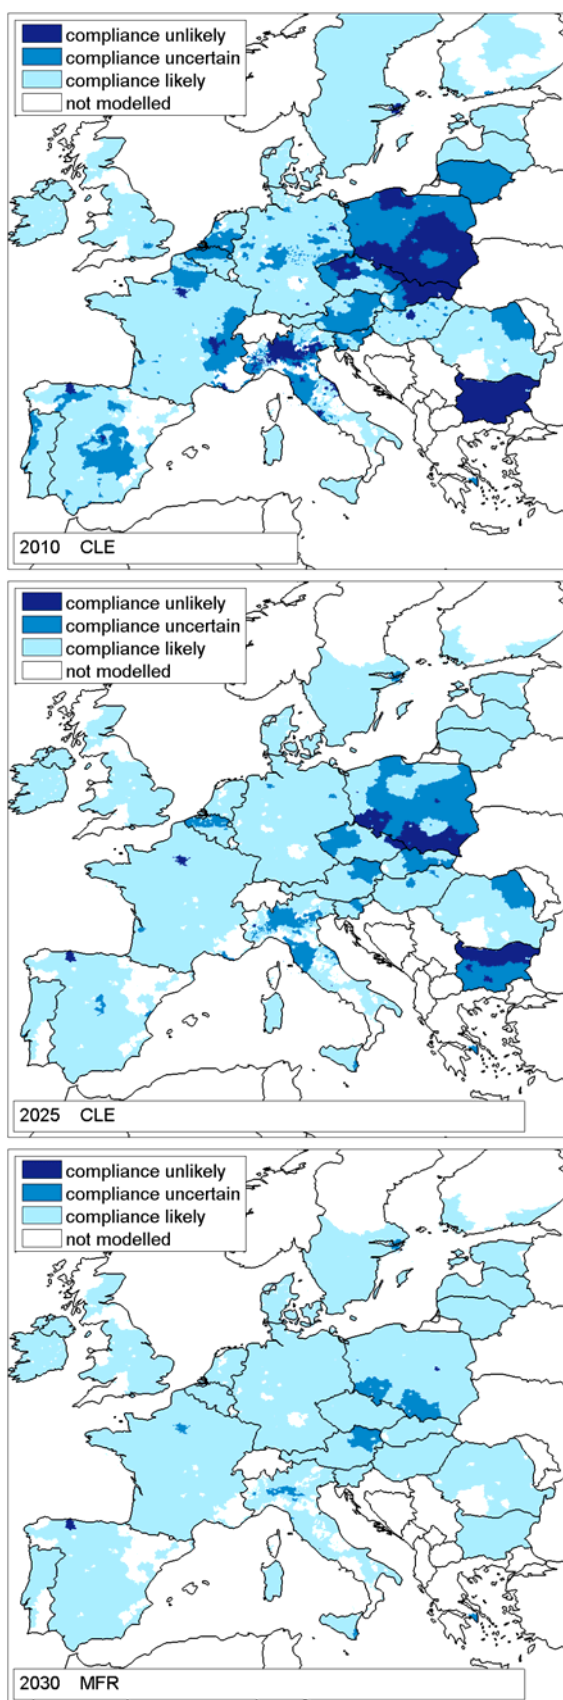 compliance unlikely
compliance uncertain
compliance likely
not modelled
2010 CLE
compliance unlikely
compliance uncertain
compliance likely
not modelled
2025 CLE
compliance unlikely
compliance uncertain
compliance likely
not modelled
2030 MFR